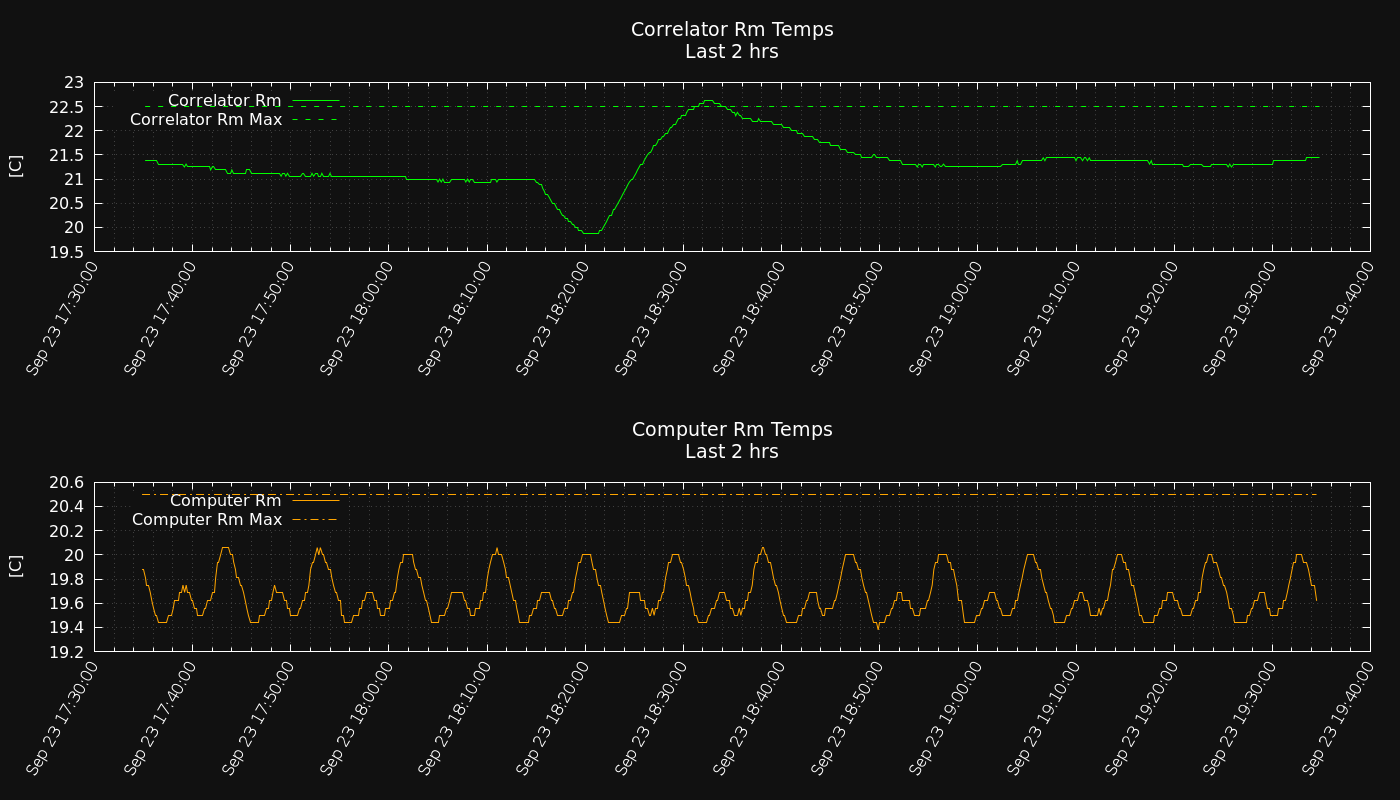 Correlator Rm Temps
Last 2 hrs
23
22.5
22
21.5
21
20.5
20
19.5
[C]
Correlator Rm
Correlator Rm Max
Sep 23 17:30:00
Sep 23 17:40:00
Sep 23 17:50:00
Sep 23 18:00:00
Sep 23 18:10:00
Sep 23 18:20:00
Sep 23 18:30:00
Sep 23 18:40:00
Sep 23 18:50:00
Sep 23 19:00:00
Sep 23 19:10:00
Sep 23 19:20:00
Sep 23 19:30:00
Sep 23 19:40:00
Computer Rm Temps
Last 2 hrs
20.6
20.4
20.2
20
19.8
19.6
19.4
19.2
[C]
Computer Rm
Computer Rm Max
Sep 23 17:30:00
Sep 23 17:40:00
Sep 23 17:50:00
Sep 23 18:00:00
Sep 23 18:10:00
Sep 23 18:20:00
Sep 23 18:30:00
Sep 23 18:40:00
Sep 23 18:50:00
Sep 23 19:00:00
Sep 23 19:10:00
Sep 23 19:20:00
Sep 23 19:30:00
Sep 23 19:40:00